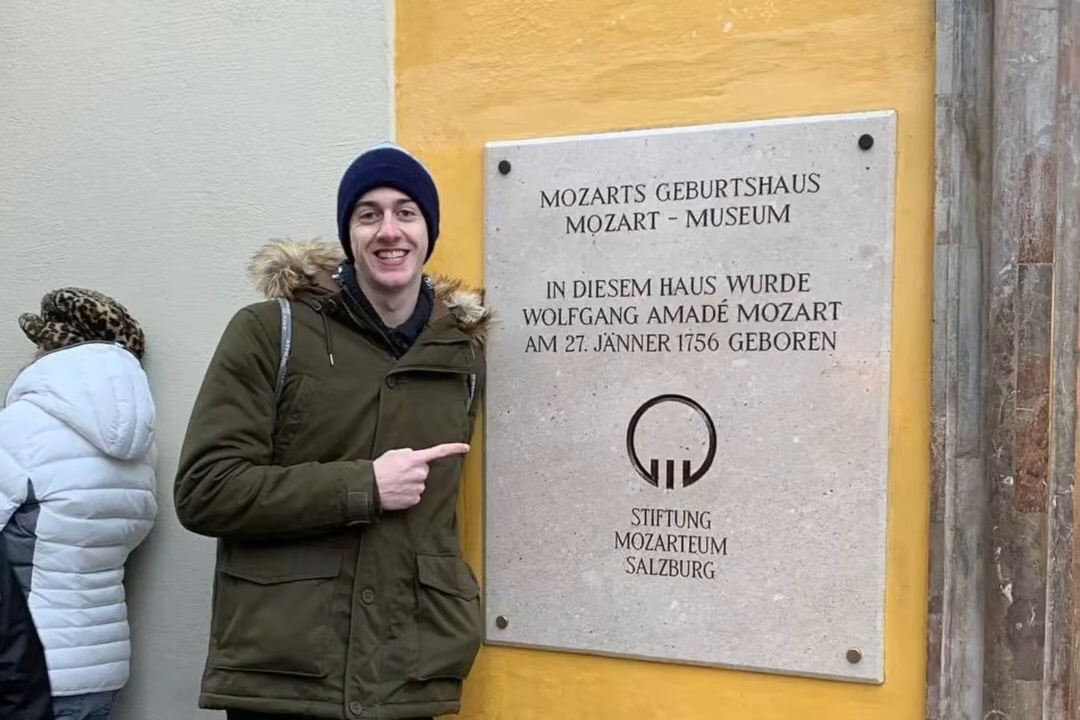 MOZARTS GEBURTSHAUS
MOZART – MUSEUM
IN DIESEM HAUS WURDE
WOLFGANG AMADÉ MOZART
AM 27. JÄNNER 1756 GEBOREN
STIFTUNG
MOZARTEUM
SALZBURG